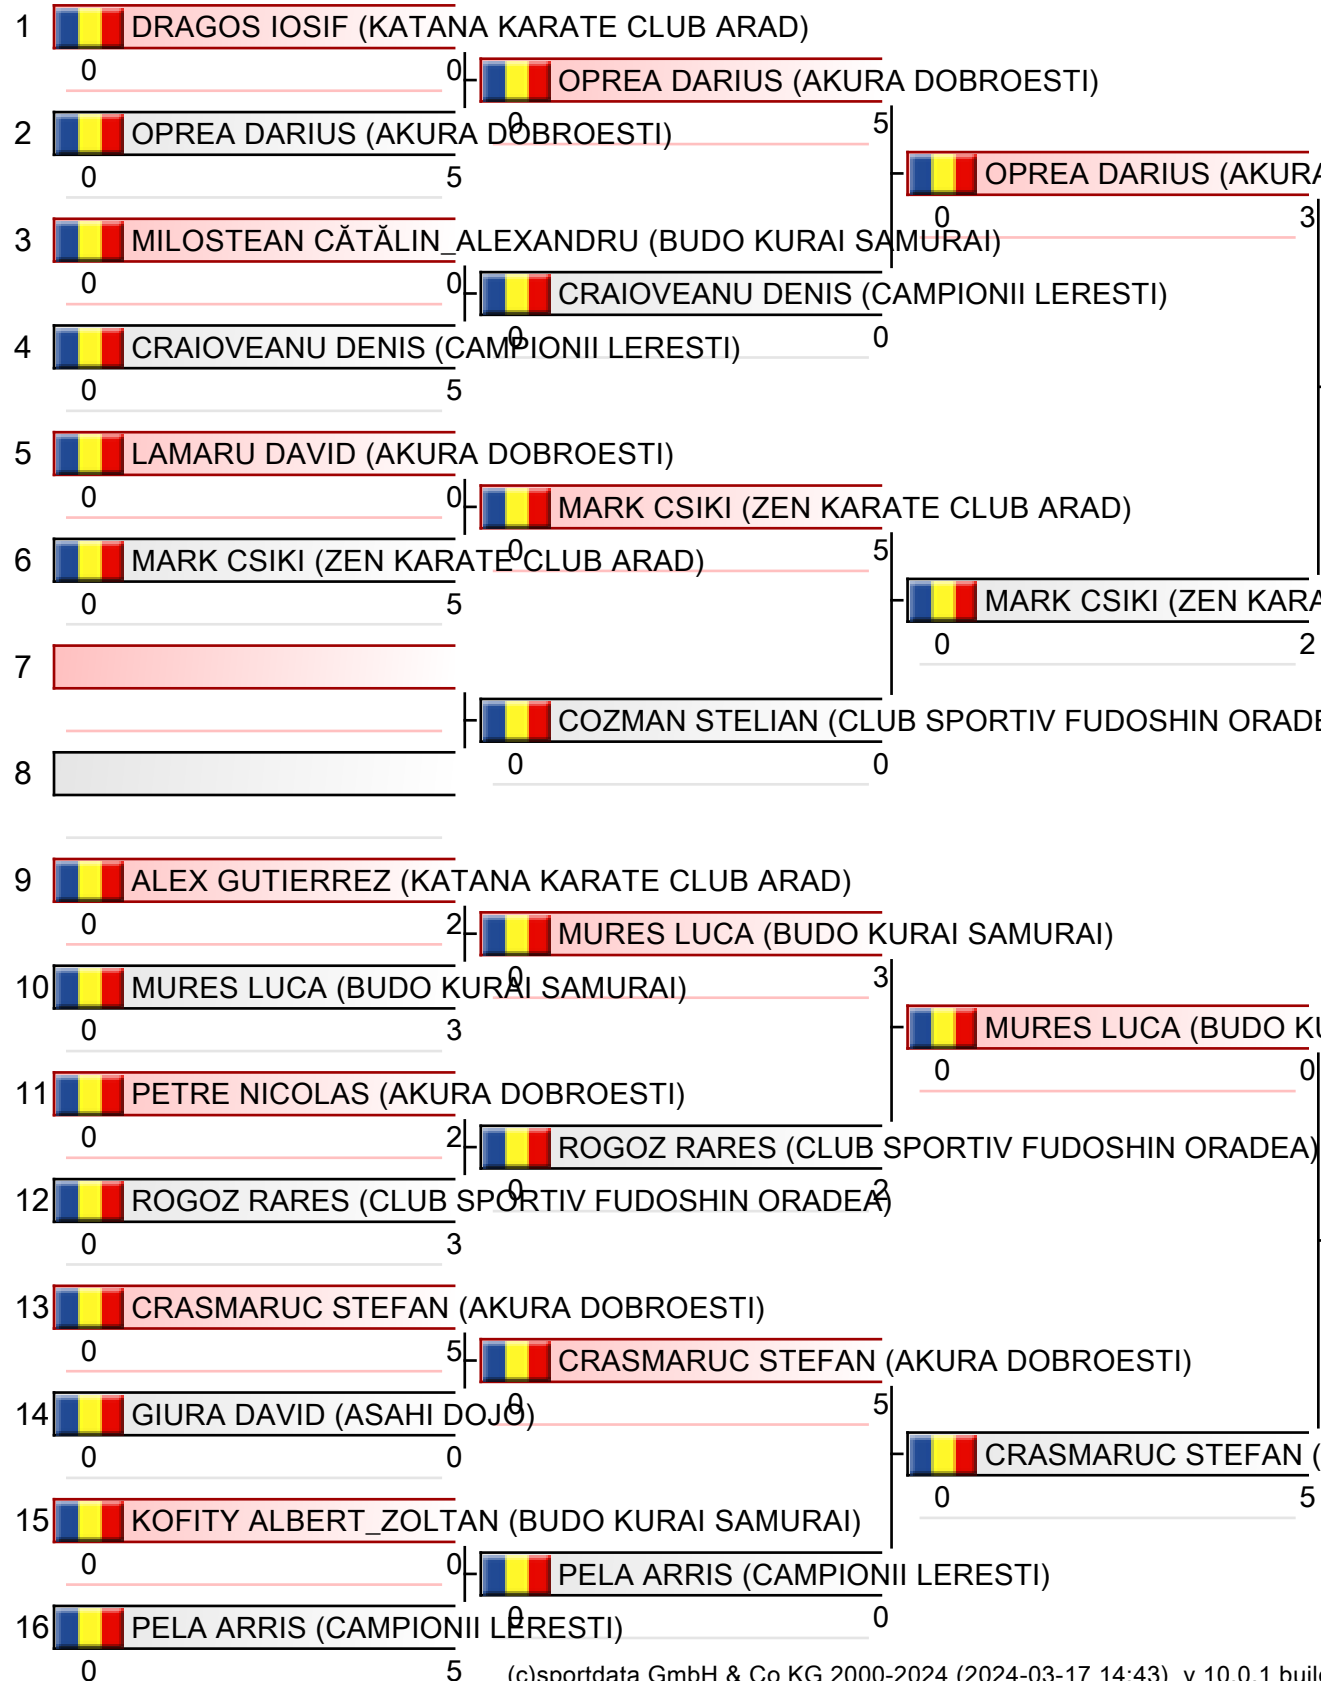 1 DRAGOS IOSIF (KATANA KARATE CLUB ARAD)
0 0
OPREA DARIUS (AKURA DOBROESTI)
0 5
2 OPREA DARIUS (AKURA DOBROESTI)
0 5
OPREA DARIUS (AKURA
0 3
3 MILOSTEAN CĂTĂLIN_ALEXANDRU (BUDO KURAI SAMURAI)
0 0
CRAIOVEANU DENIS (CAMPIONII LERESTI)
0 0
4 CRAIOVEANU DENIS (CAMPIONII LERESTI)
0 5
5 LAMARU DAVID (AKURA DOBROESTI)
0 0
MARK CSIKI (ZEN KARATE CLUB ARAD)
0 5
6 MARK CSIKI (ZEN KARATE CLUB ARAD)
0 5
MARK CSIKI (ZEN KARA
0 2
7
COZMAN STELIAN (CLUB SPORTIV FUDOSHIN ORADE
0 0
8
9 ALEX GUTIERREZ (KATANA KARATE CLUB ARAD)
0 2
MURES LUCA (BUDO KURAI SAMURAI)
0 3
10 MURES LUCA (BUDO KURAI SAMURAI)
0 3
MURES LUCA (BUDO KU
0 0
11 PETRE NICOLAS (AKURA DOBROESTI)
0 2
ROGOZ RARES (CLUB SPORTIV FUDOSHIN ORADEA)
0 2
12 ROGOZ RARES (CLUB SPORTIV FUDOSHIN ORADEA)
0 3
13 CRASMARUC STEFAN (AKURA DOBROESTI)
0 5
CRASMARUC STEFAN (AKURA DOBROESTI)
0 5
14 GIURA DAVID (ASAHI DOJO)
0 0
CRASMARUC STEFAN (
0 5
15 KOFITY ALBERT_ZOLTAN (BUDO KURAI SAMURAI)
0 0
PELA ARRIS (CAMPIONII LERESTI)
0 0
16 PELA ARRIS (CAMPIONII LERESTI)
0 5
(c)sportdata GmbH & Co KG 2000-2024 (2024-03-17 14:43) v 10.0.1 buil